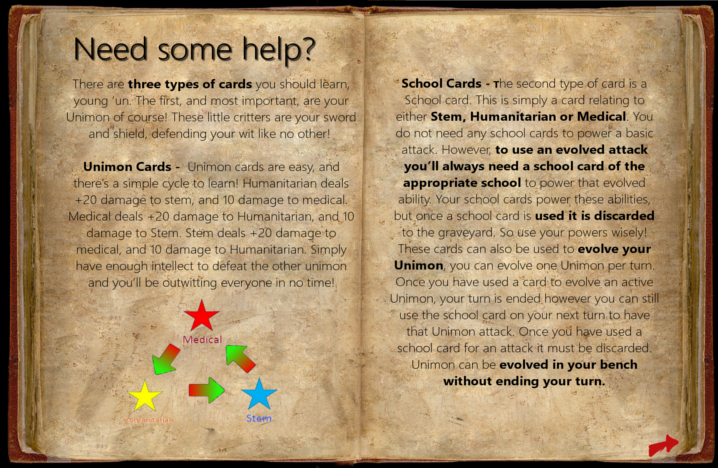 Need some help?
There are three types of cards you should learn,
young 'un. The first, and most important, are your
Unimon of course! These little critters are your sword
and shield, defending your wit like no other!
Unimon Cards - Unimon cards are easy, and
there's a simple cycle to learn! Humanitarian deals
+20 damage to stem, and 10 damage to medical.
Medical deals +20 damage to Humanitarian, and 10
damage to Stem. Stem deals +20 damage to
medical, and 10 damage to Humanitarian. Simply
have enough intellect to defeat the other unimon
and you'll be outwitting everyone in no time!
Medical
Humanitarian
Stem
School Cards - The second type of card is a
School card. This is simply a card relating to
either Stem, Humanitarian or Medical. You
do not need any school cards to power a basic
attack. However, to use an evolved attack
you'll always need a school card of the
appropriate school to power that evolved
ability. Your school cards power these abilities,
but once a school card is used it is discarded
to the graveyard. So use your powers wisely!
These cards can also be used to evolve your
Unimon, you can evolve one Unimon per turn.
Once you have used a card to evolve an active
Unimon, your turn is ended however you can still
use the school card on your next turn to have
that Unimon attack. Once you have used a
school card for an attack it must be discarded.
Unimon can be evolved in your bench
without ending your turn.